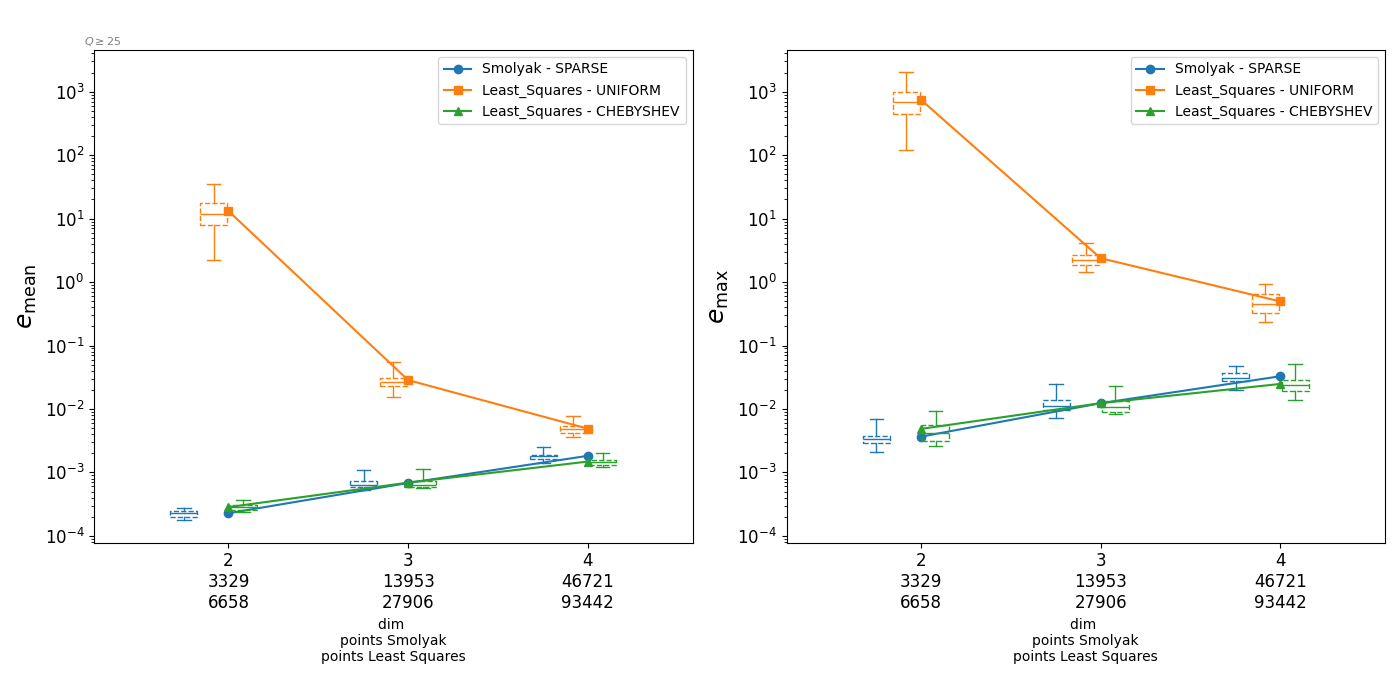 Q ≥ 25
Smolyak - SPARSE
Least_Squares - UNIFORM
Least_Squares - CHEBYSHEV
10³
10²
10¹
10⁰
10⁻¹
10⁻²
10⁻³
10⁻⁴
e_mean
2 3 4
3329 13953 46721
6658 27906 93442
dim
points Smolyak
points Least Squares
Smolyak - SPARSE
Least_Squares - UNIFORM
Least_Squares - CHEBYSHEV
10³
10²
10¹
10⁰
10⁻¹
10⁻²
10⁻³
10⁻⁴
e_max
2 3 4
3329 13953 46721
6658 27906 93442
dim
points Smolyak
points Least Squares